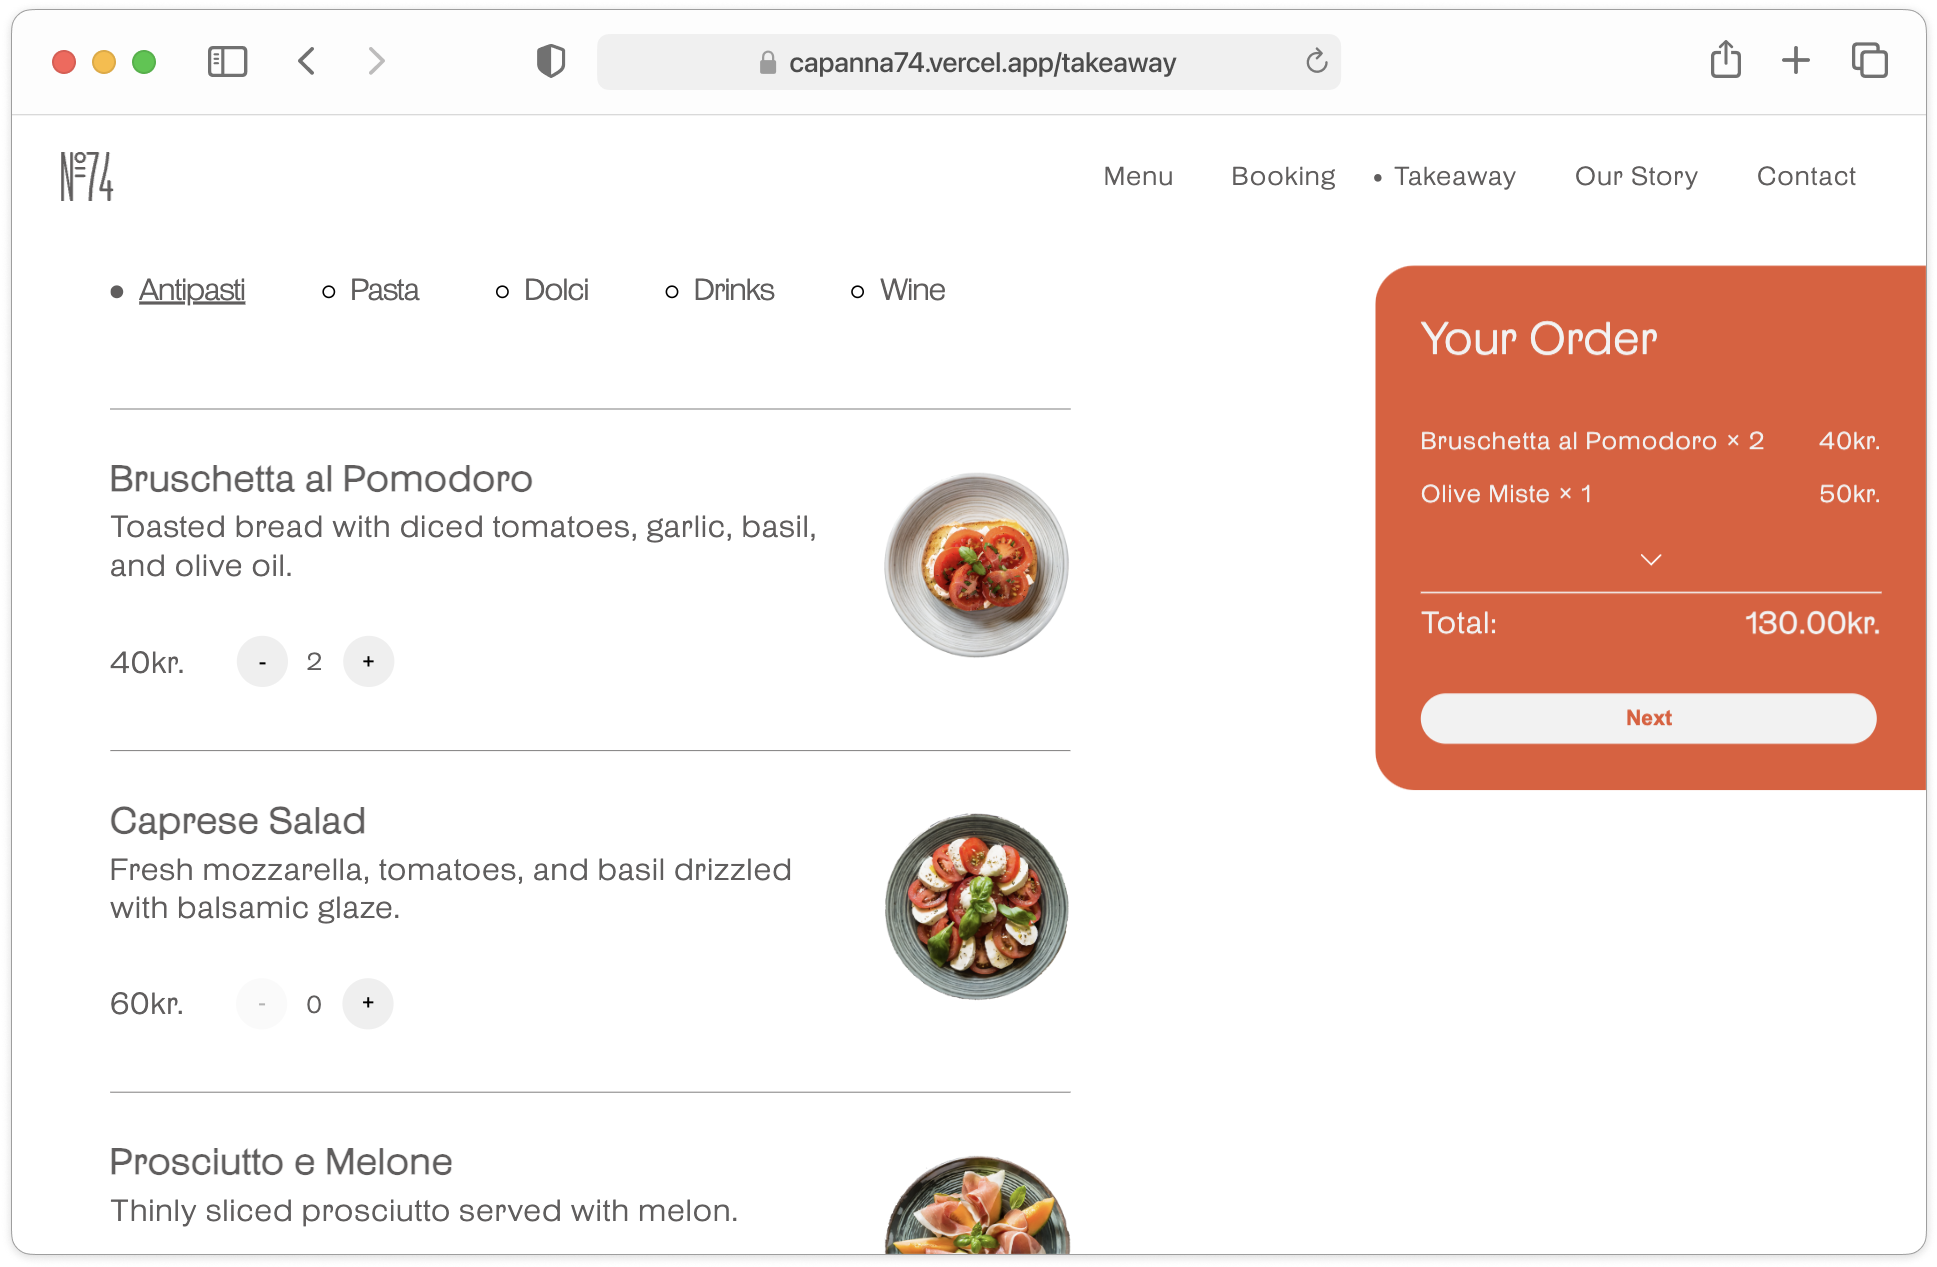 capanna74.vercel.app/takeaway
Nº74
Menu Booking • Takeaway Our Story Contact
Antipasti Pasta Dolci Drinks Wine
Bruschetta al Pomodoro
Toasted bread with diced tomatoes, garlic, basil,
and olive oil.
40kr. - 2 +
Caprese Salad
Fresh mozzarella, tomatoes, and basil drizzled
with balsamic glaze.
60kr. - 0 +
Prosciutto e Melone
Thinly sliced prosciutto served with melon.
Your Order
Bruschetta al Pomodoro × 2 40kr.
Olive Miste × 1 50kr.
Total: 130.00kr.
Next